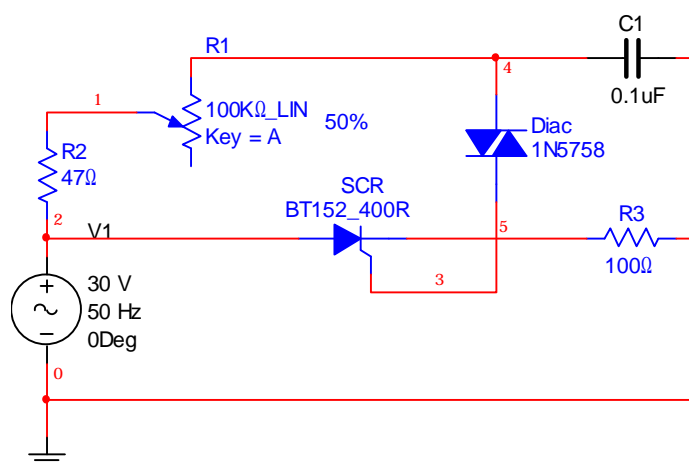 C1
R1
4
0.1uF
1
100KΩ_LIN
Key = A
50%
Diac
1N5758
R2
47Ω
SCR
BT152_400R
R3
2
V1
5
100Ω
3
30 V
50 Hz
0Deg
0